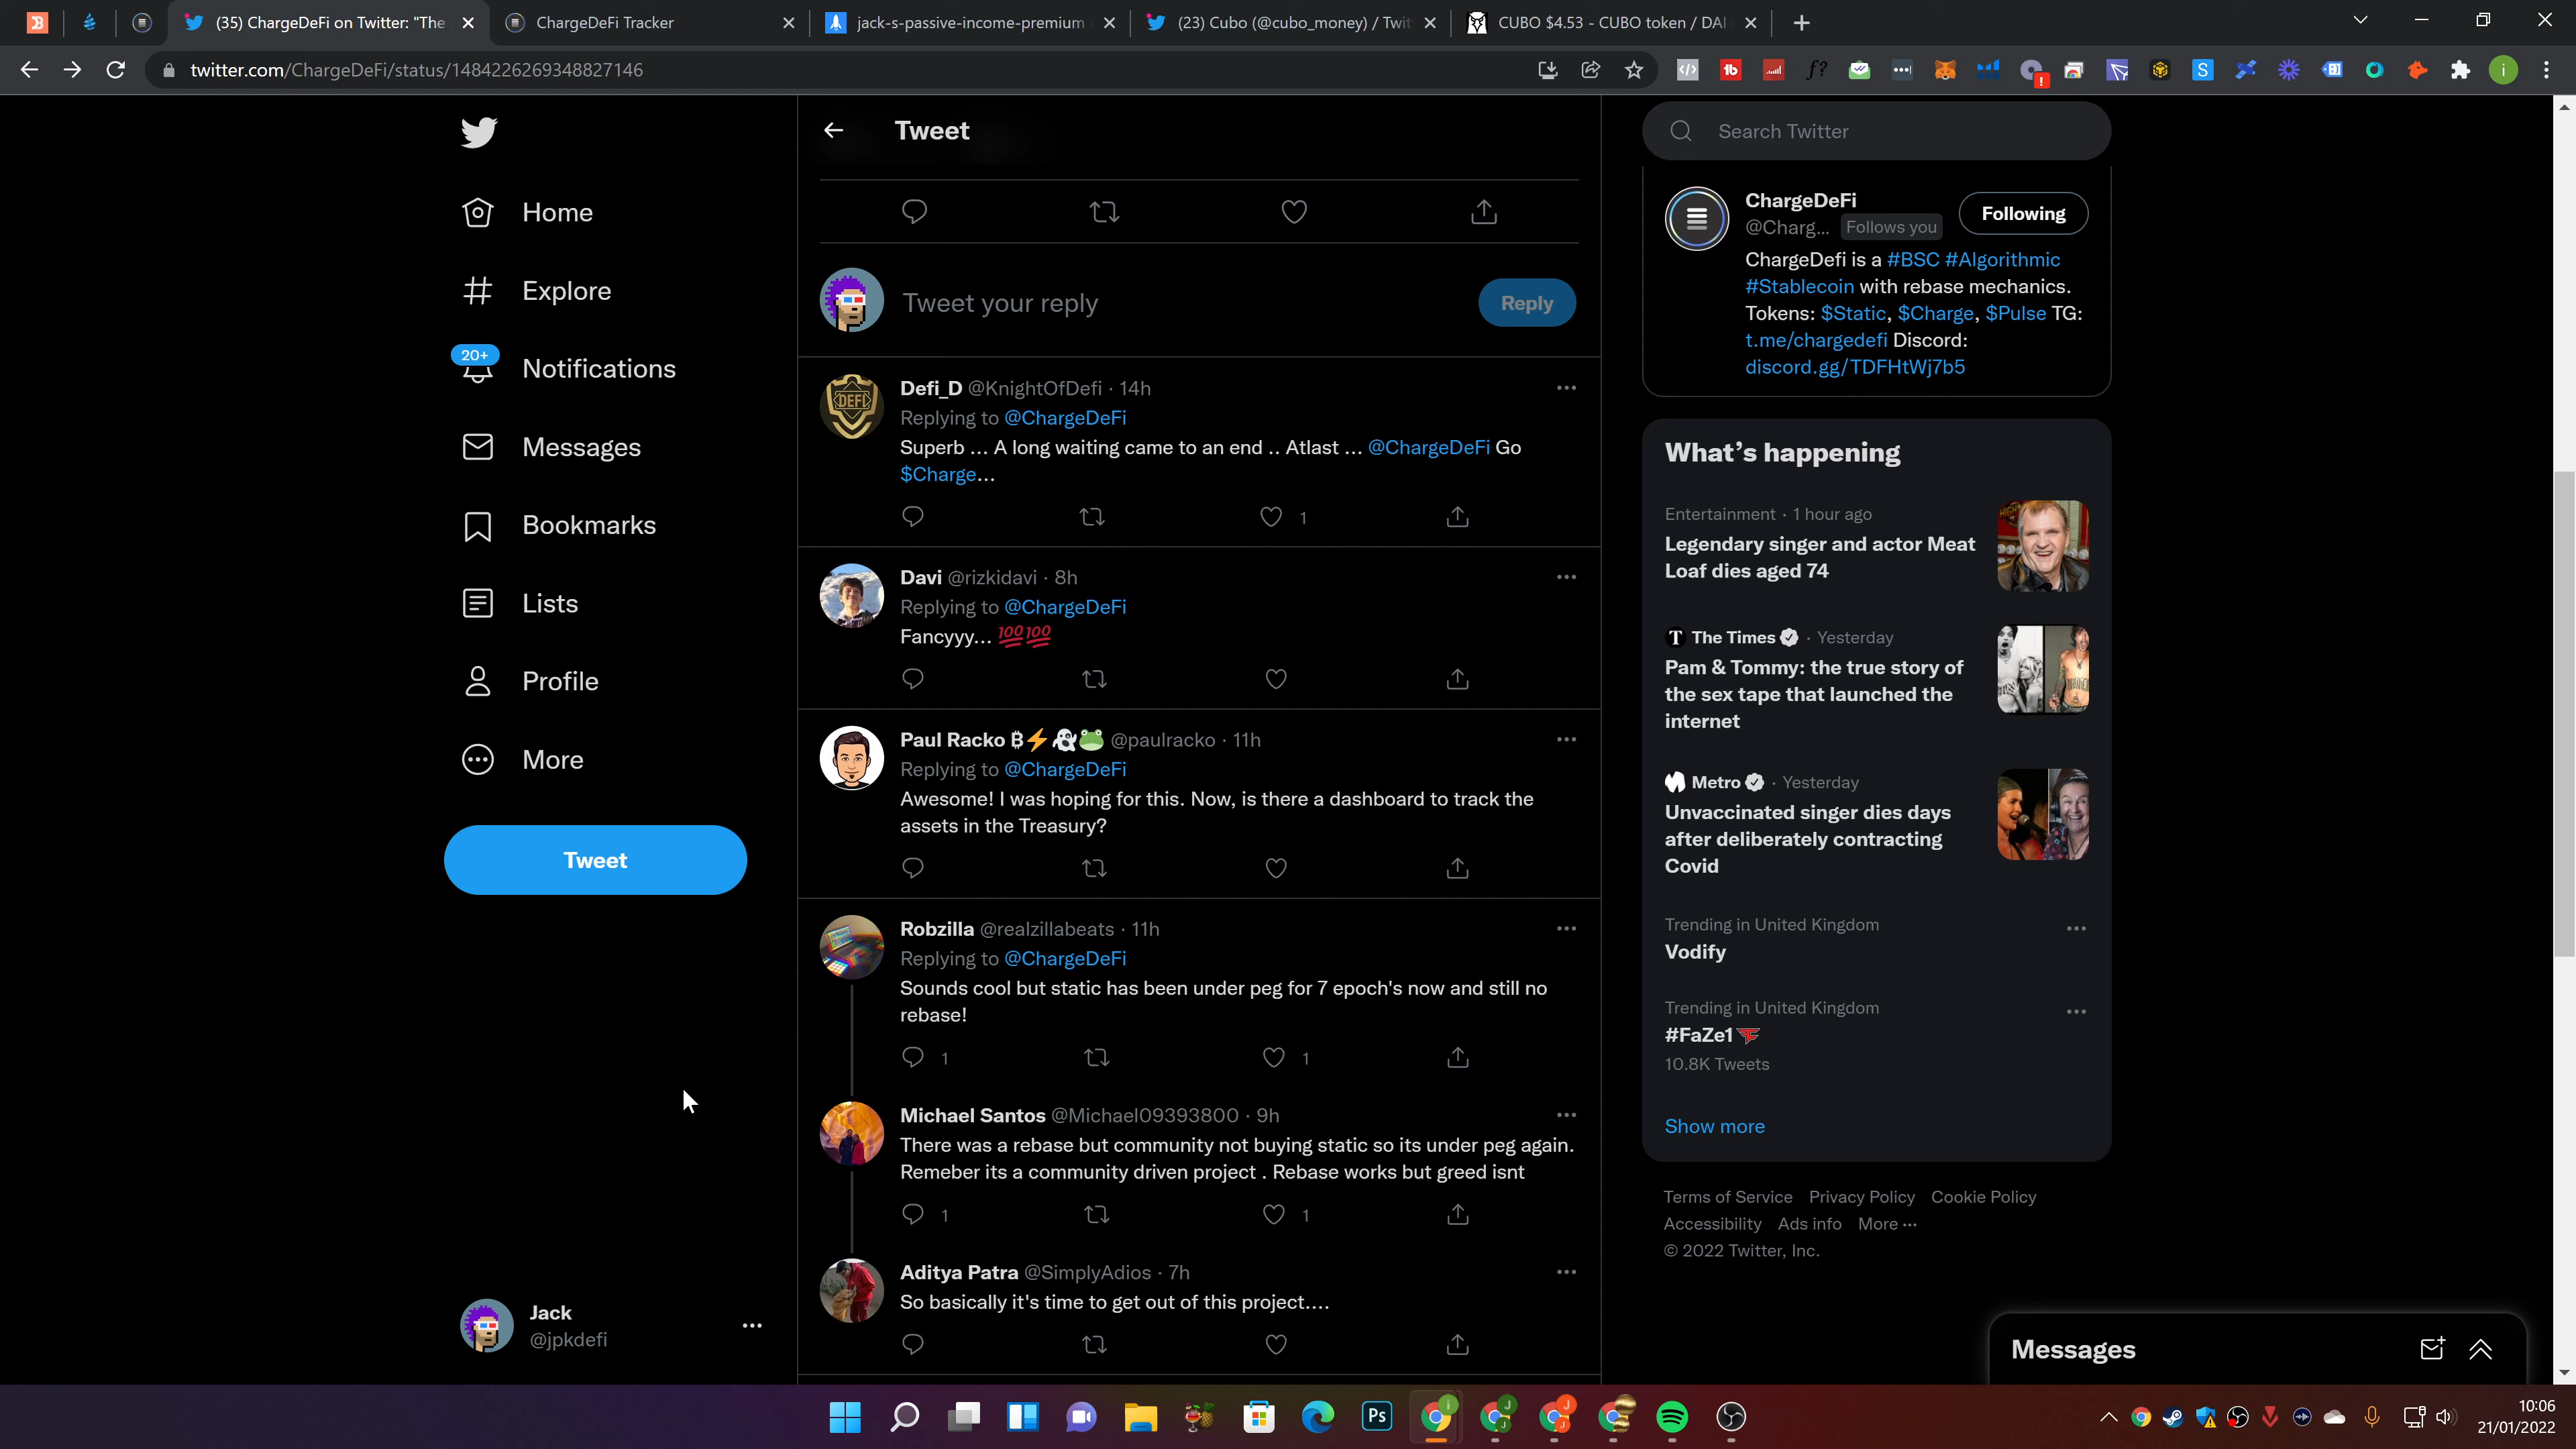 (35) ChargeDeFi on Twitter: "The
ChargeDeFi Tracker
jack-s-passive-income-premium
(23) Cubo (@cubo_money) / Twit
CUBO $4.53 - CUBO token / DAI
twitter.com/ChargeDeFi/status/1484226269348827146
Home
Explore
20+
Notifications
Messages
Bookmarks
Lists
Profile
More
Tweet
Jack
@jpkdefi
Tweet
Tweet your reply
Reply
Defi_D @KnightOfDefi · 14h
Replying to @ChargeDeFi
Superb ... A long waiting came to an end .. Atlast ... @ChargeDeFi Go
$Charge...
1
Davi @rizkidavi · 8h
Replying to @ChargeDeFi
Fancyyy... 💯💯
Paul Racko ₿⚡👻🐸 @paulracko · 11h
Replying to @ChargeDeFi
Awesome! I was hoping for this. Now, is there a dashboard to track the
assets in the Treasury?
Robzilla @realzillabeats · 11h
Replying to @ChargeDeFi
Sounds cool but static has been under peg for 7 epoch's now and still no
rebase!
1 1
Michael Santos @Michael09393800 · 9h
There was a rebase but community not buying static so its under peg again.
Remeber its a community driven project . Rebase works but greed isnt
1 1
Aditya Patra @SimplyAdios · 7h
So basically it's time to get out of this project....
Search Twitter
ChargeDeFi
@Charg... Follows you
Following
ChargeDefi is a #BSC #Algorithmic
#Stablecoin with rebase mechanics.
Tokens: $Static, $Charge, $Pulse TG:
t.me/chargedefi Discord:
discord.gg/TDFHtWj7b5
What's happening
Entertainment · 1 hour ago
Legendary singer and actor Meat
Loaf dies aged 74
The Times · Yesterday
Pam & Tommy: the true story of
the sex tape that launched the
internet
Metro · Yesterday
Unvaccinated singer dies days
after deliberately contracting
Covid
Trending in United Kingdom
Vodify
Trending in United Kingdom
#FaZe1
10.8K Tweets
Show more
Terms of Service Privacy Policy Cookie Policy
Accessibility Ads info More ···
© 2022 Twitter, Inc.
Messages
10:06
21/01/2022